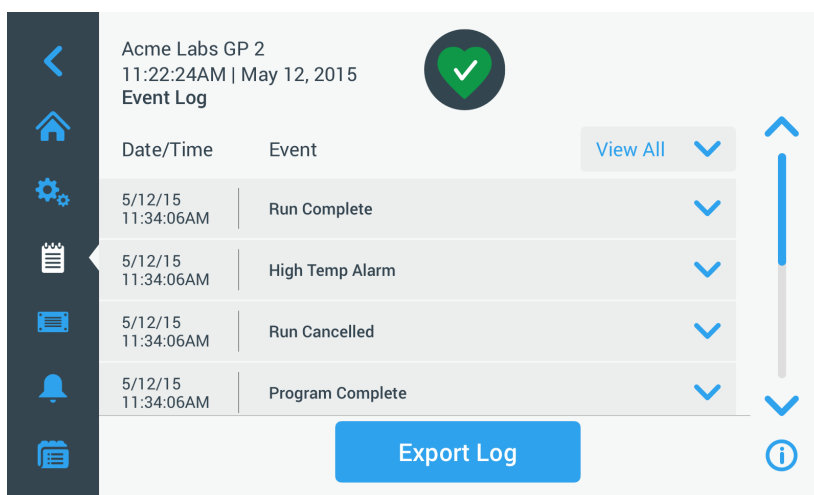 Acme Labs GP 2
11:22:24AM | May 12, 2015
Event Log
Date/Time Event View All
5/12/15
11:34:06AM
Run Complete
5/12/15
11:34:06AM
High Temp Alarm
5/12/15
11:34:06AM
Run Cancelled
5/12/15
11:34:06AM
Program Complete
Export Log